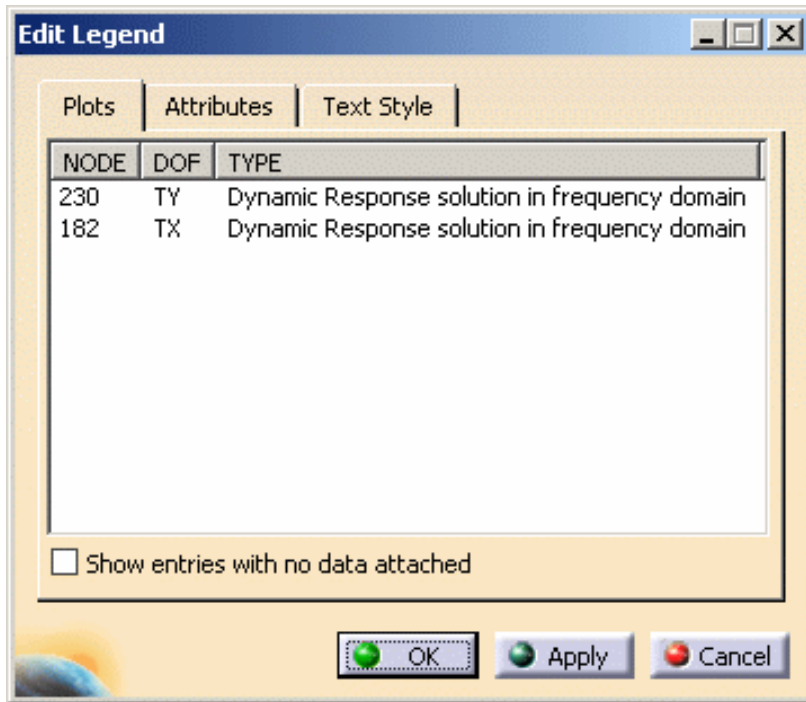 Edit Legend
Plots Attributes Text Style
NODE DOF TYPE
230 TY Dynamic Response solution in frequency domain
182 TX Dynamic Response solution in frequency domain
Show entries with no data attached
OK Apply Cancel